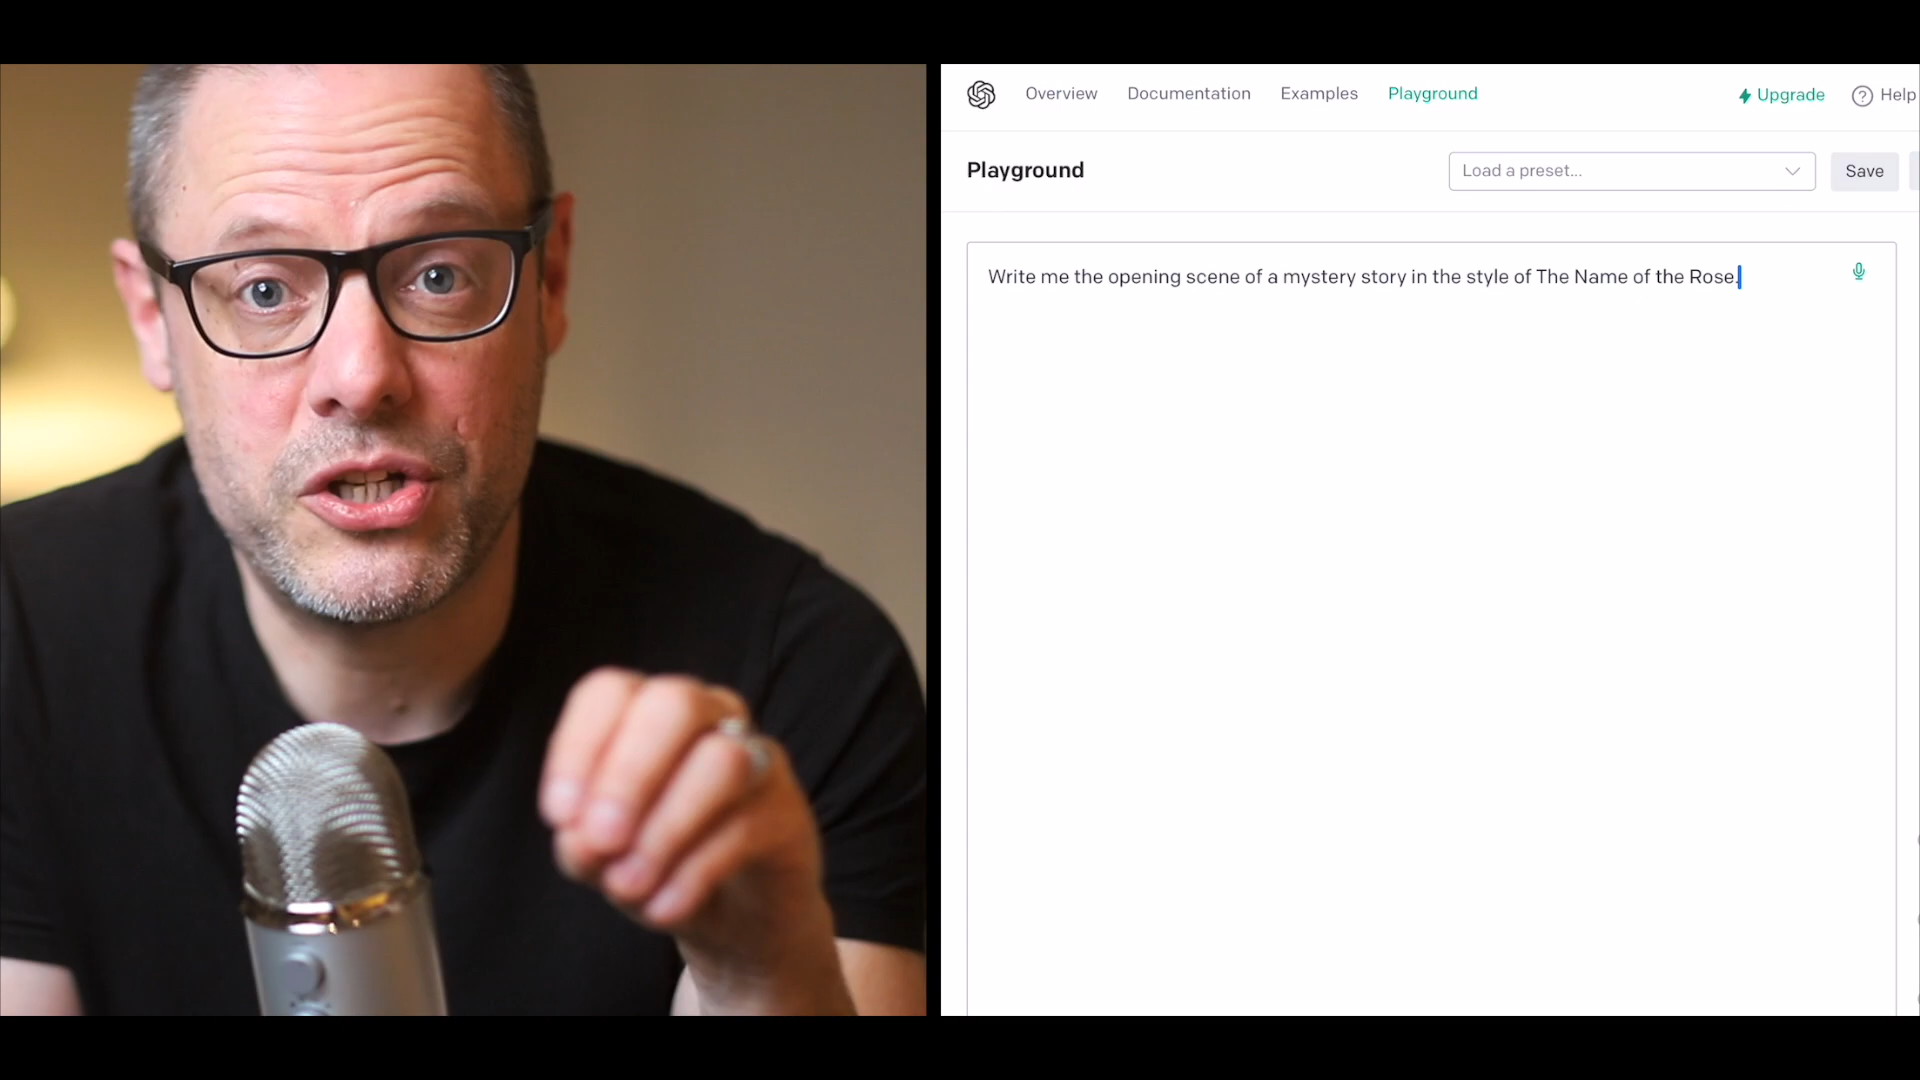 Overview Documentation Examples Playground Upgrade Help
Playground Load a preset... Save
Write me the opening scene of a mystery story in the style of The Name of the Rose.